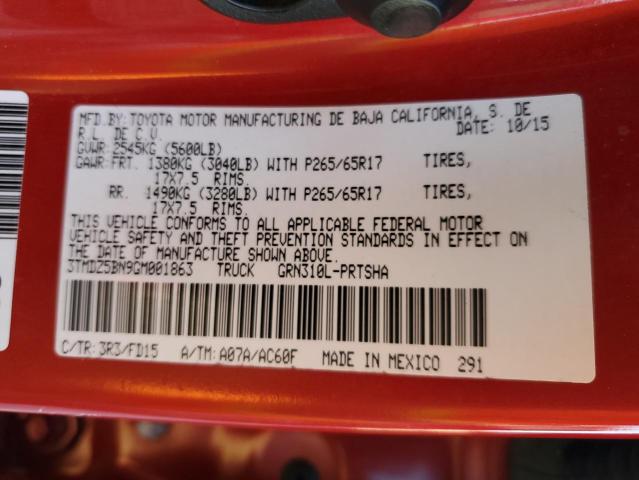 MFD.BY:TOYOTA MOTOR MANUFACTURING DE BAJA CALIFORNIA, S. DE
R.L. DE C.V. DATE: 10/15
GVWR:2545KG (5600LB)
GAWR:FRT. 1380KG (3040LB) WITH P265/65R17 TIRES,
17X7.5 RIMS.
RR. 1490KG (3280LB) WITH P265/65R17 TIRES,
17X7.5 RIMS.
THIS VEHICLE CONFORMS TO ALL APPLICABLE FEDERAL MOTOR
VEHICLE SAFETY AND THEFT PREVENTION STANDARDS IN EFFECT ON
THE DATE OF MANUFACTURE SHOWN ABOVE.
3TMDZ5BN9GM001863 TRUCK GRN310L-PRTSHA
C/TR: 3R3/FD15 A/TM: A07A/AC60F MADE IN MEXICO 291